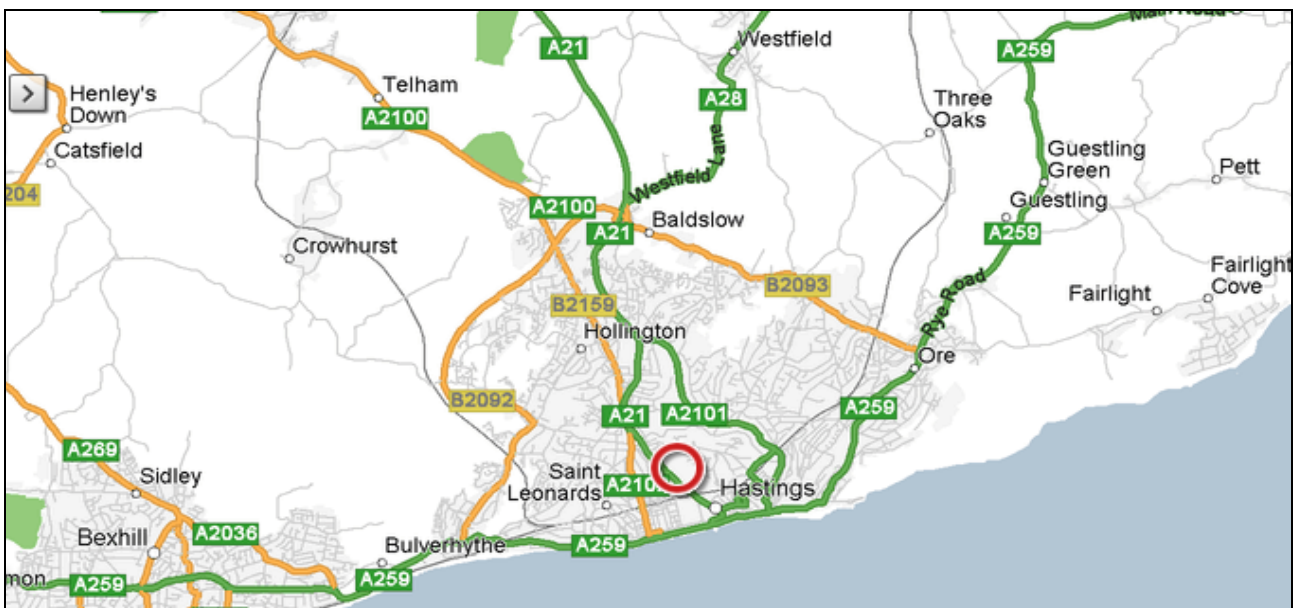 Main Road
A21
Westfield
A259
>
Henley's
Down
Telham
A28
Three
Oaks
A2100
Catsfield
Westfield Lane
Guestling
Green
Pett
204
A2100
Baldslow
Guestling
A21
A259
Crowhurst
B2093
Rye Road
Fairlight
Cove
Fairlight
B2159
Hollington
Ore
B2092
A21
A2101
A259
A269
Sidley
Saint
Leonards
A210
Hastings
A2036
Bexhill
Bulverhythe
A259
mon
A259
A259